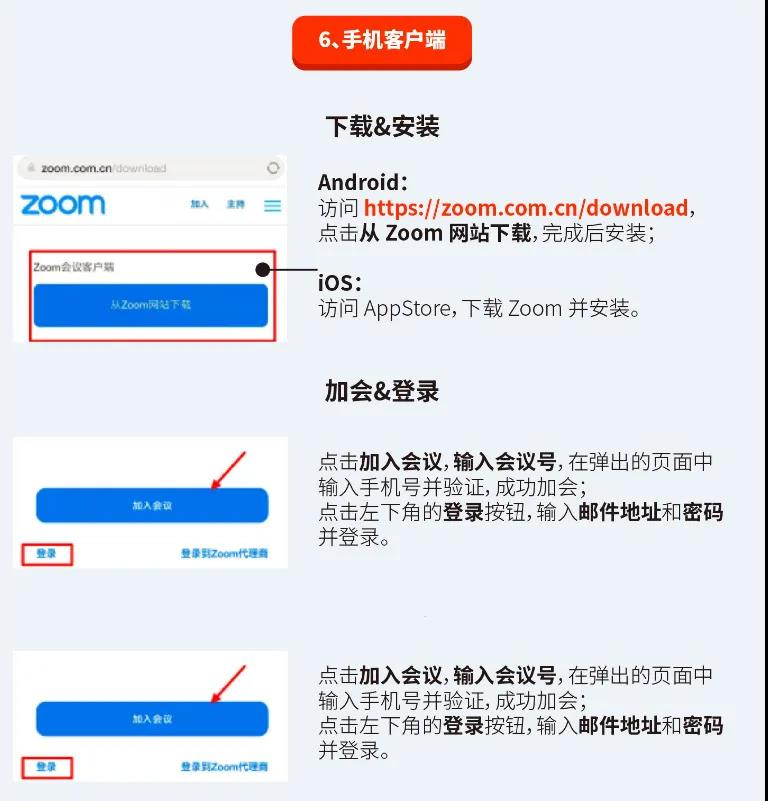 6、手机客户端
下载&安装
zoom.com.cn/download
zoom
加入 主持
Zoom会议客户端
从Zoom网站下载
Android：
访问 https://zoom.com.cn/download，
点击从 Zoom 网站下载，完成后安装；
iOS：
访问 AppStore，下载 Zoom 并安装。
加会&登录
加入会议
登录 登录到Zoom代理商
点击加入会议，输入会议号，在弹出的页面中
输入手机号并验证，成功加会；
点击左下角的登录按钮，输入邮件地址和密码
并登录。
加入会议
登录 登录到Zoom代理商
点击加入会议，输入会议号，在弹出的页面中
输入手机号并验证，成功加会；
点击左下角的登录按钮，输入邮件地址和密码
并登录。